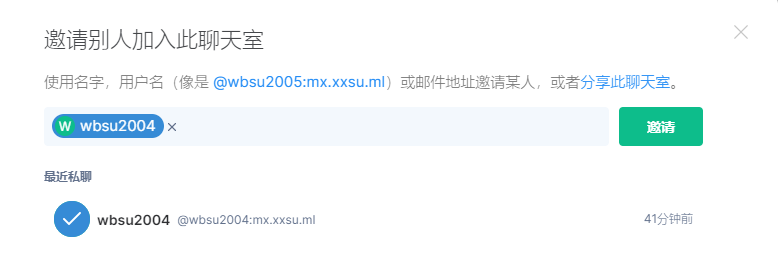 邀请别人加入此聊天室
使用名字，用户名（像是 @wbsu2005:mx.xxsu.ml）或邮件地址邀请某人，或者分享此聊天室。
W wbsu2004 ×
邀请
最近私聊
wbsu2004 @wbsu2004:mx.xxsu.ml 41分钟前